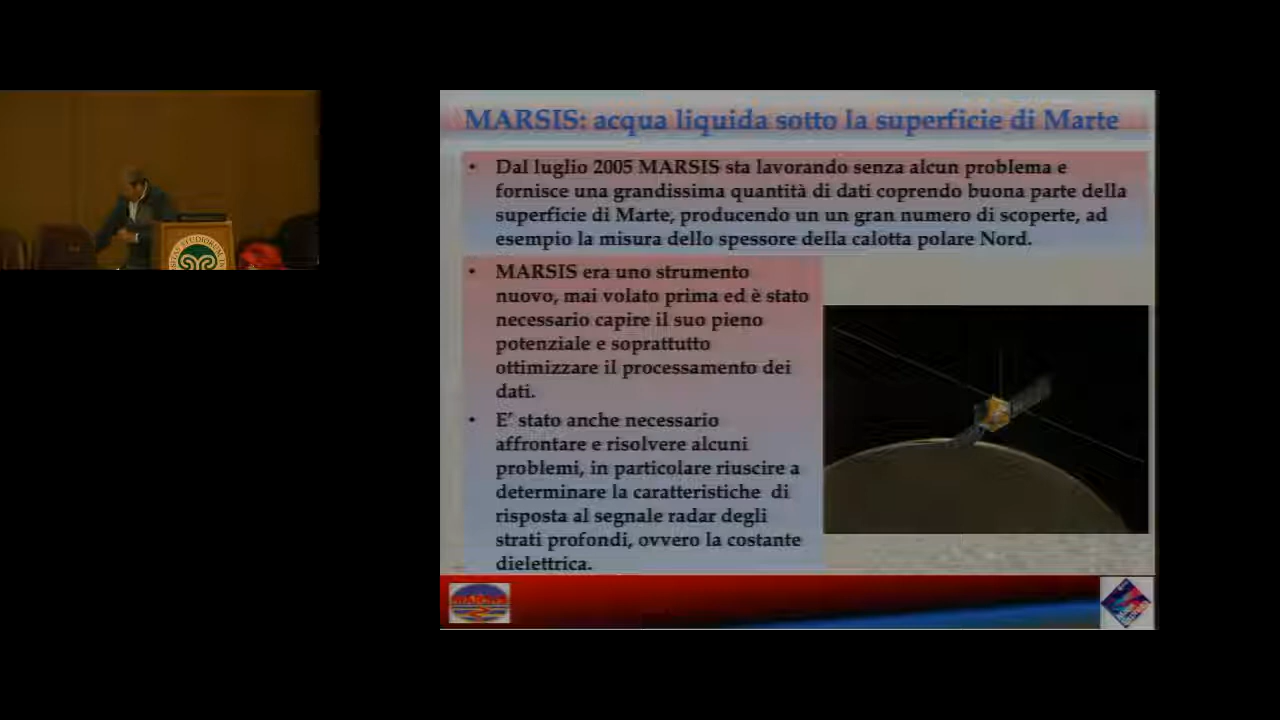 MARSIS: acqua liquida sotto la superficie di Marte
• Dal luglio 2005 MARSIS sta lavorando senza alcun problema e
fornisce una grandissima quantità di dati coprendo buona parte della
superficie di Marte, producendo un un gran numero di scoperte, ad
esempio la misura dello spessore della calotta polare Nord.
• MARSIS era uno strumento
nuovo, mai volato prima ed è stato
necessario capire il suo pieno
potenziale e soprattutto
ottimizzare il processamento dei
dati.
• E' stato anche necessario
affrontare e risolvere alcuni
problemi, in particolare riuscire a
determinare la caratteristiche di
risposta al segnale radar degli
strati profondi, ovvero la costante
dielettrica.
MARSIS
STUDIORUM